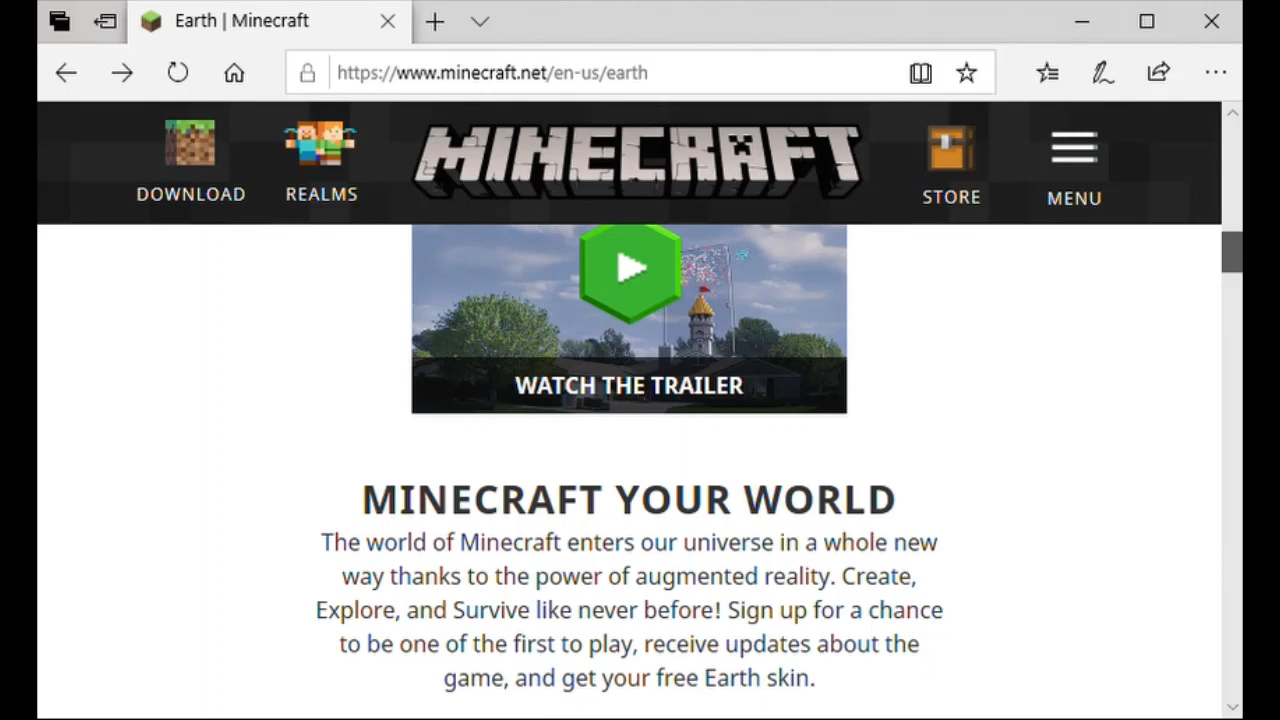 Earth | Minecraft
https://www.minecraft.net/en-us/earth
DOWNLOAD
REALMS
MINECRAFT
STORE
MENU
WATCH THE TRAILER
MINECRAFT YOUR WORLD
The world of Minecraft enters our universe in a whole new
way thanks to the power of augmented reality. Create,
Explore, and Survive like never before! Sign up for a chance
to be one of the first to play, receive updates about the
game, and get your free Earth skin.